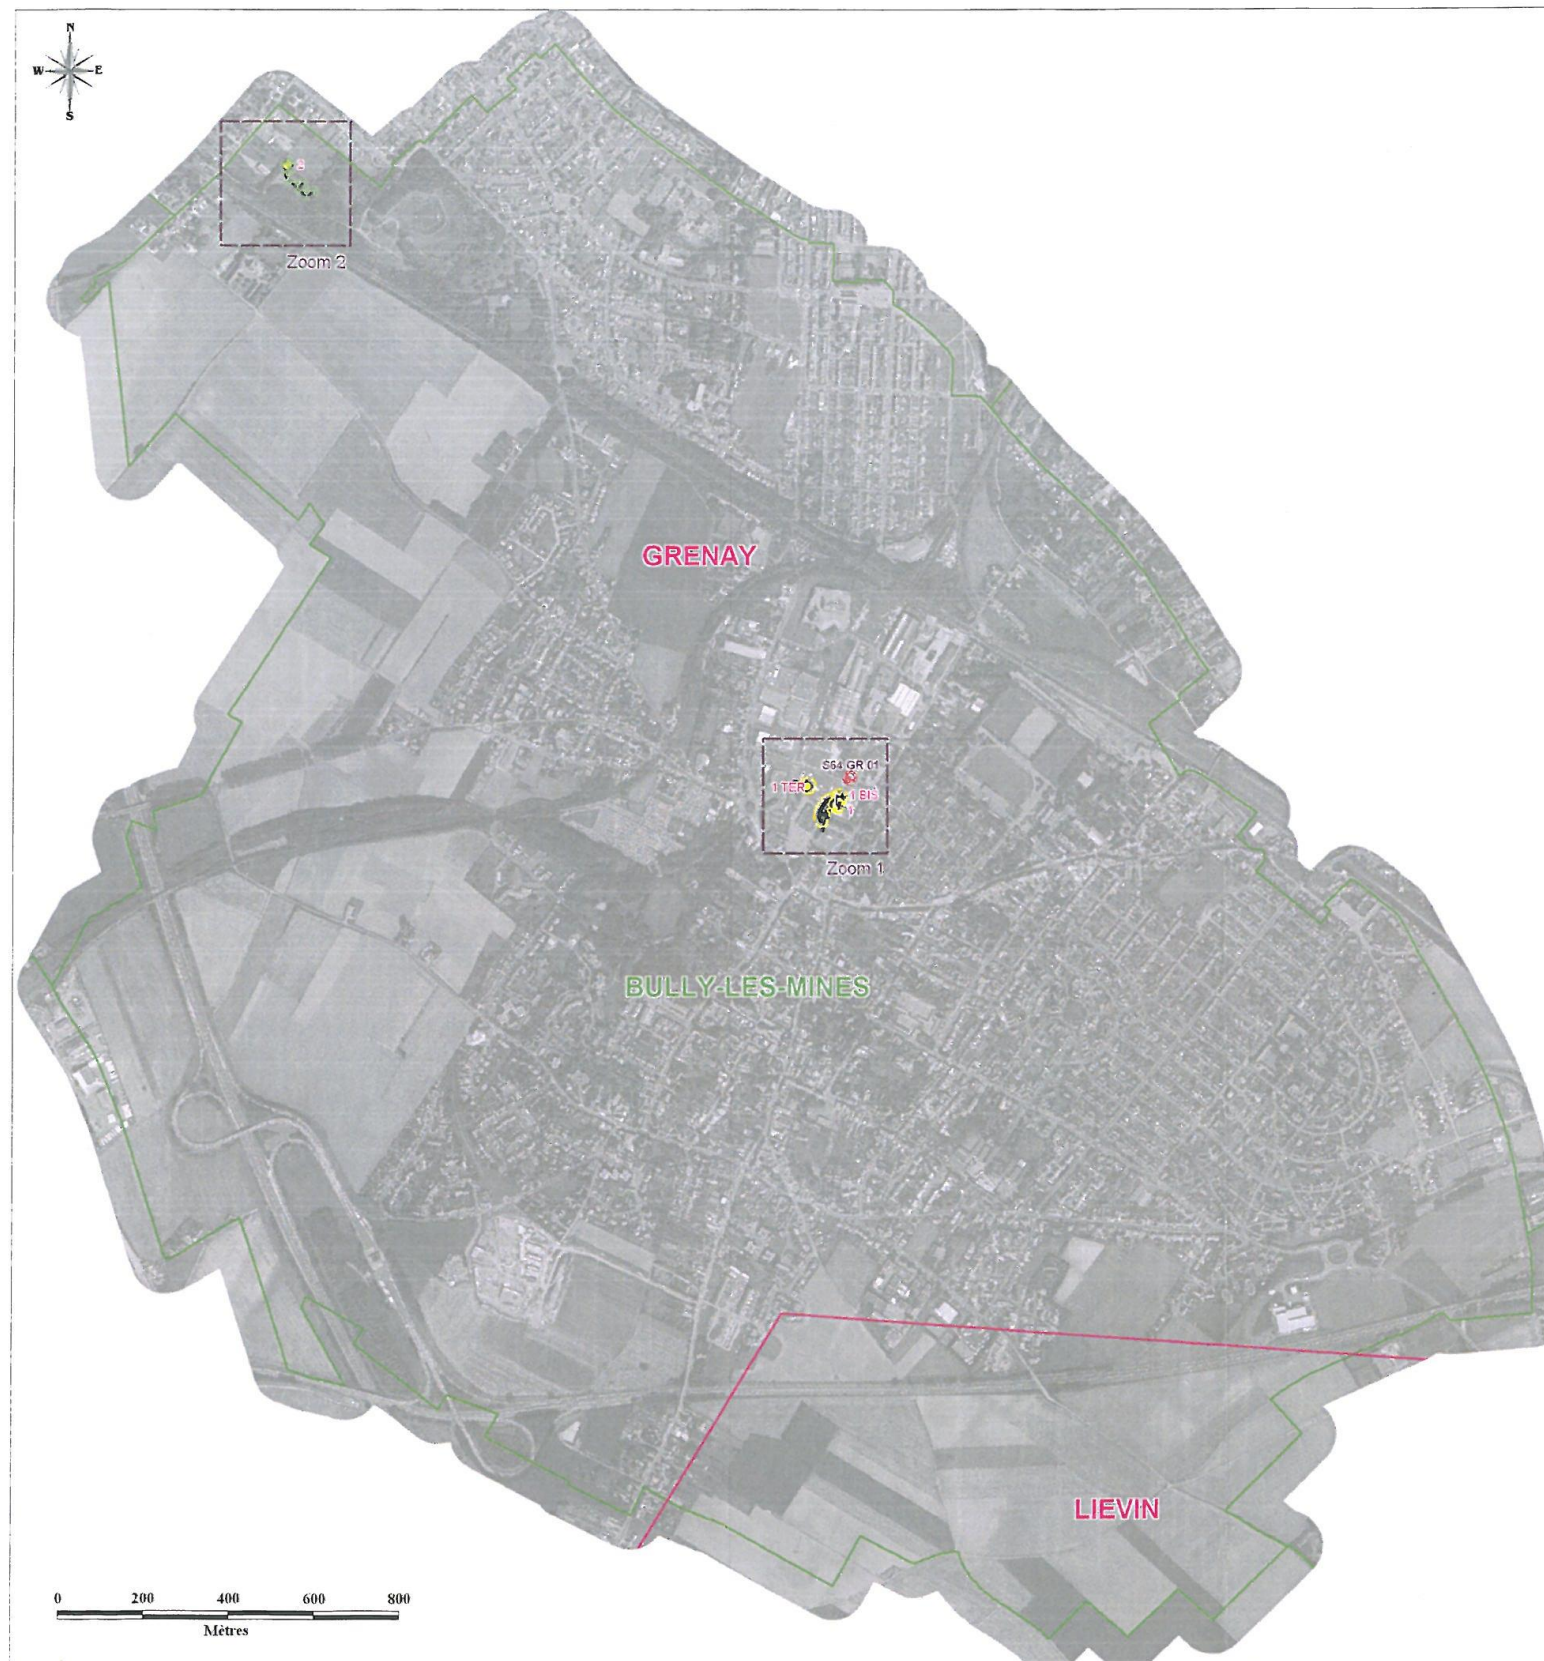 N
W E
S
2
Zoom 2
GRENAY
S64 GR 01
1 TER
1 BIS
1
Zoom 1
BULLY-LES-MINES
LIEVIN
0 200 400 600 800
Mètres